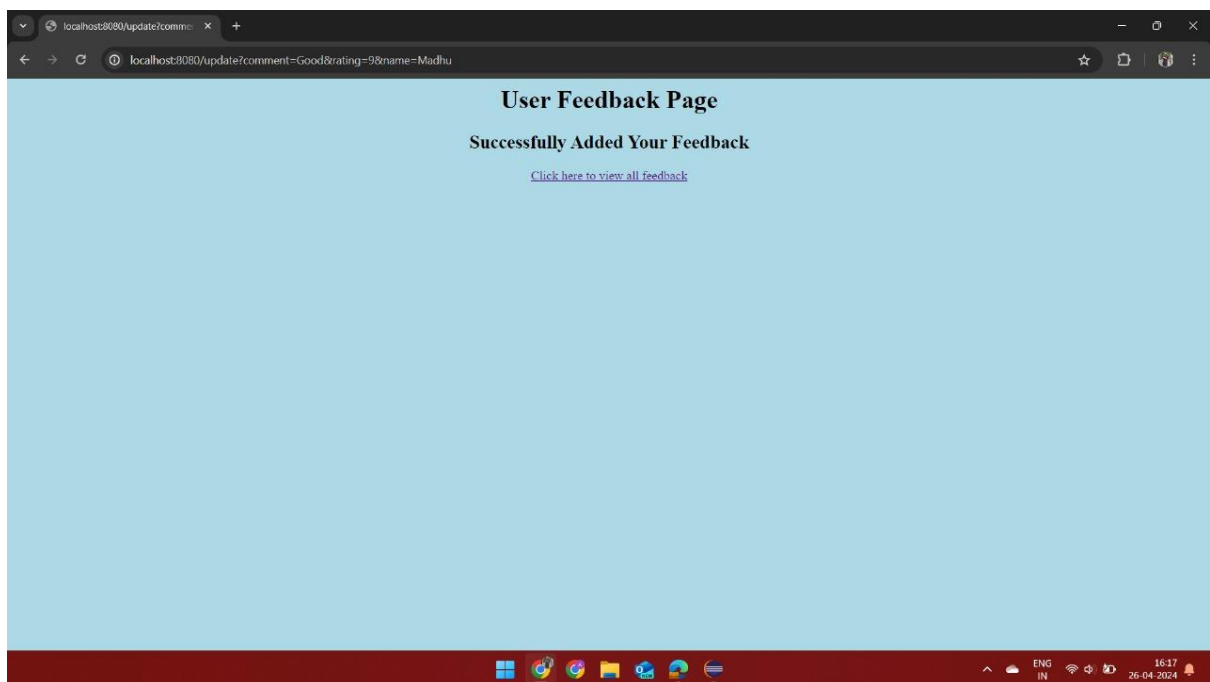 localhost:8080/update?comme
localhost:8080/update?comment=Good&rating=9&name=Madhu
User Feedback Page
Successfully Added Your Feedback
Click here to view all feedback
ENG
IN
16:17
26-04-2024